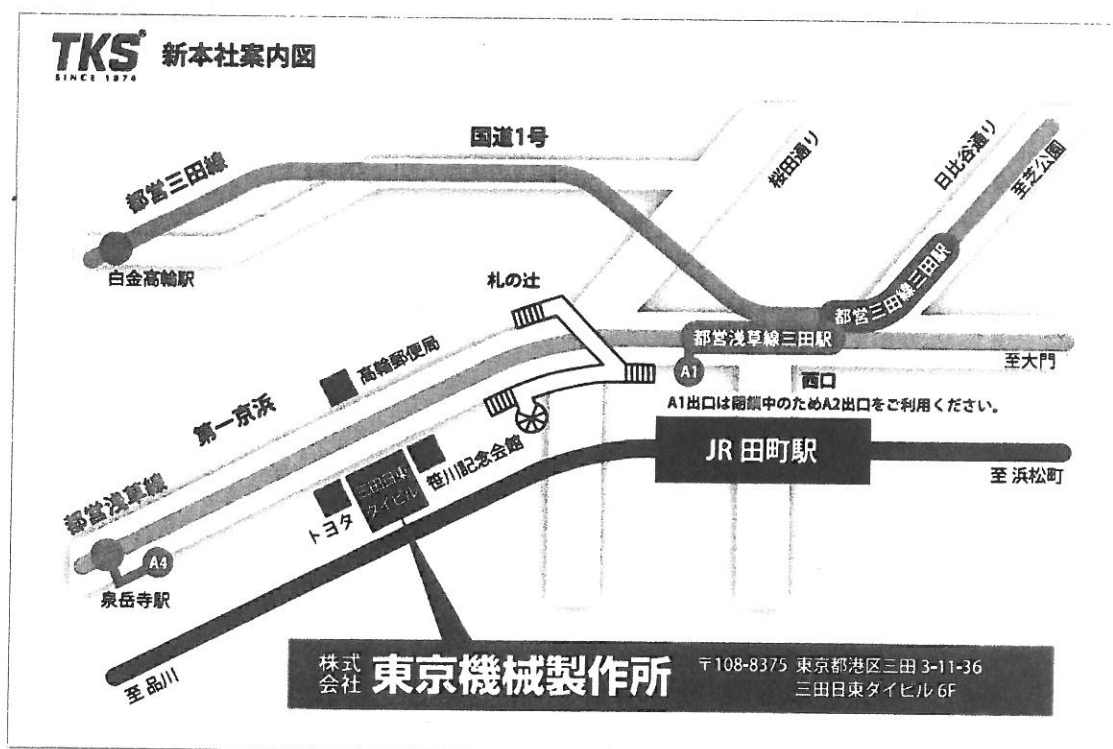 TKS 新本社案内図
SINCE 1874
国道1号
都営三田線
桜田通り
日比谷通り
至芝公園
白金高輪駅
札の辻
都営三田線三田駅
都営浅草線三田駅
至大門
高輪郵便局
A1
西口
A1出口は閉鎖中のためA2出口をご利用ください。
第一京浜
JR 田町駅
至 浜松町
笹川記念会館
三田日東
ダイビル
トヨタ
都営浅草線
A4
泉岳寺駅
至 品川
株式
会社 東京機械製作所
〒108-8375 東京都港区三田 3-11-36
三田日東ダイビル 6F